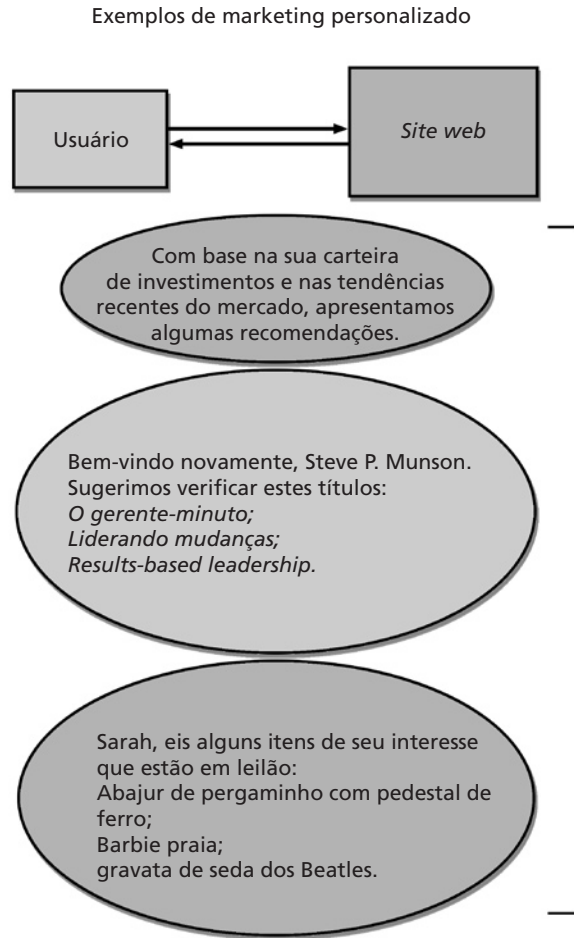 Exemplos de marketing personalizado
Usuário
Site web
Com base na sua carteira
de investimentos e nas tendências
recentes do mercado, apresentamos
algumas recomendações.
Bem-vindo novamente, Steve P. Munson.
Sugerimos verificar estes títulos:
O gerente-minuto;
Liderando mudanças;
Results-based leadership.
Sarah, eis alguns itens de seu interesse
que estão em leilão:
Abajur de pergaminho com pedestal de
ferro;
Barbie praia;
gravata de seda dos Beatles.